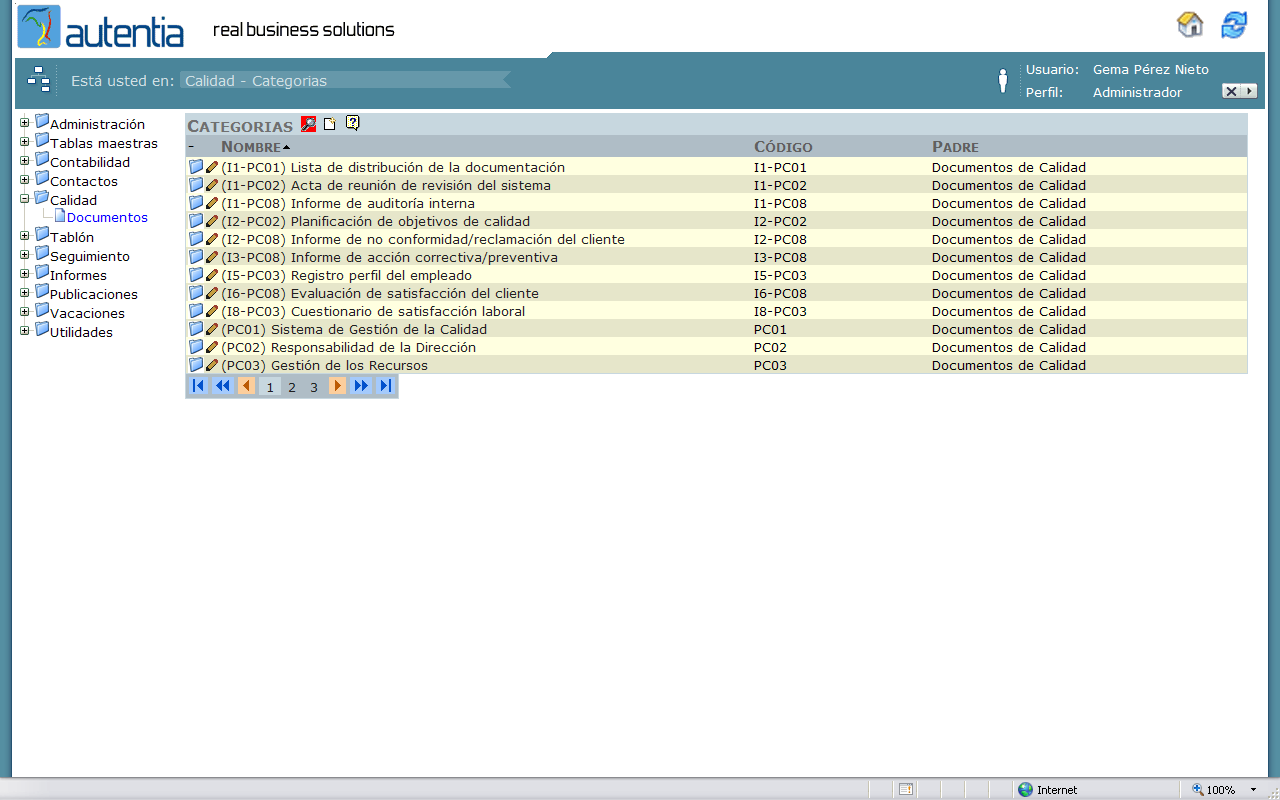 autentia real business solutions
Está usted en: Calidad - Categorias
Usuario: Gema Pérez Nieto
Perfil: Administrador
Administración
Tablas maestras
Contabilidad
Contactos
Calidad
Documentos
Tablón
Seguimiento
Informes
Publicaciones
Vacaciones
Utilidades
CATEGORIAS
- NOMBRE CÓDIGO PADRE
(I1-PC01) Lista de distribución de la documentación I1-PC01 Documentos de Calidad
(I1-PC02) Acta de reunión de revisión del sistema I1-PC02 Documentos de Calidad
(I1-PC08) Informe de auditoría interna I1-PC08 Documentos de Calidad
(I2-PC02) Planificación de objetivos de calidad I2-PC02 Documentos de Calidad
(I2-PC08) Informe de no conformidad/reclamación del cliente I2-PC08 Documentos de Calidad
(I3-PC08) Informe de acción correctiva/preventiva I3-PC08 Documentos de Calidad
(I5-PC03) Registro perfil del empleado I5-PC03 Documentos de Calidad
(I6-PC08) Evaluación de satisfacción del cliente I6-PC08 Documentos de Calidad
(I8-PC03) Cuestionario de satisfacción laboral I8-PC03 Documentos de Calidad
(PC01) Sistema de Gestión de la Calidad PC01 Documentos de Calidad
(PC02) Responsabilidad de la Dirección PC02 Documentos de Calidad
(PC03) Gestión de los Recursos PC03 Documentos de Calidad
1 2 3
Internet 100%